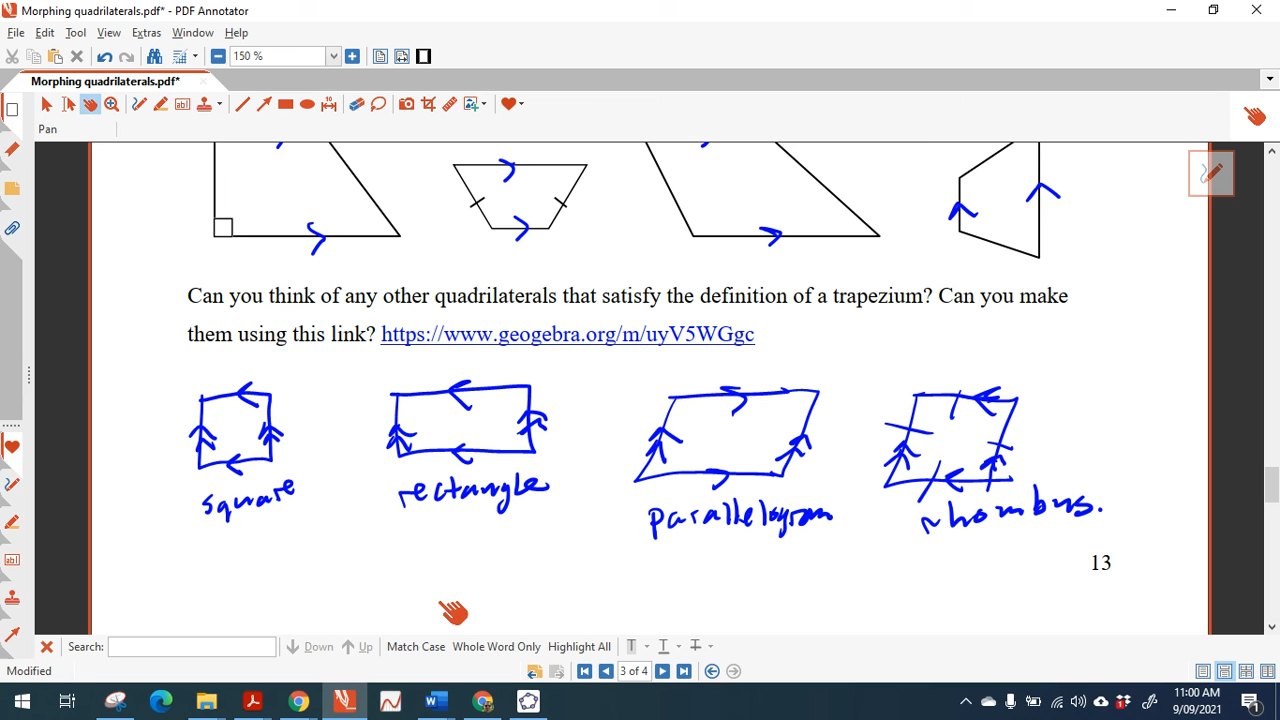 Morphing quadrilaterals.pdf* - PDF Annotator
File Edit Tool View Extras Window Help
150 %
Morphing quadrilaterals.pdf*
Pan
Can you think of any other quadrilaterals that satisfy the definition of a trapezium? Can you make
them using this link? https://www.geogebra.org/m/uyV5WGgc
square rectangle parallelogram rhombus.
13
Search: Down Up Match Case Whole Word Only Highlight All
Modified 3 of 4
11:00 AM
9/09/2021